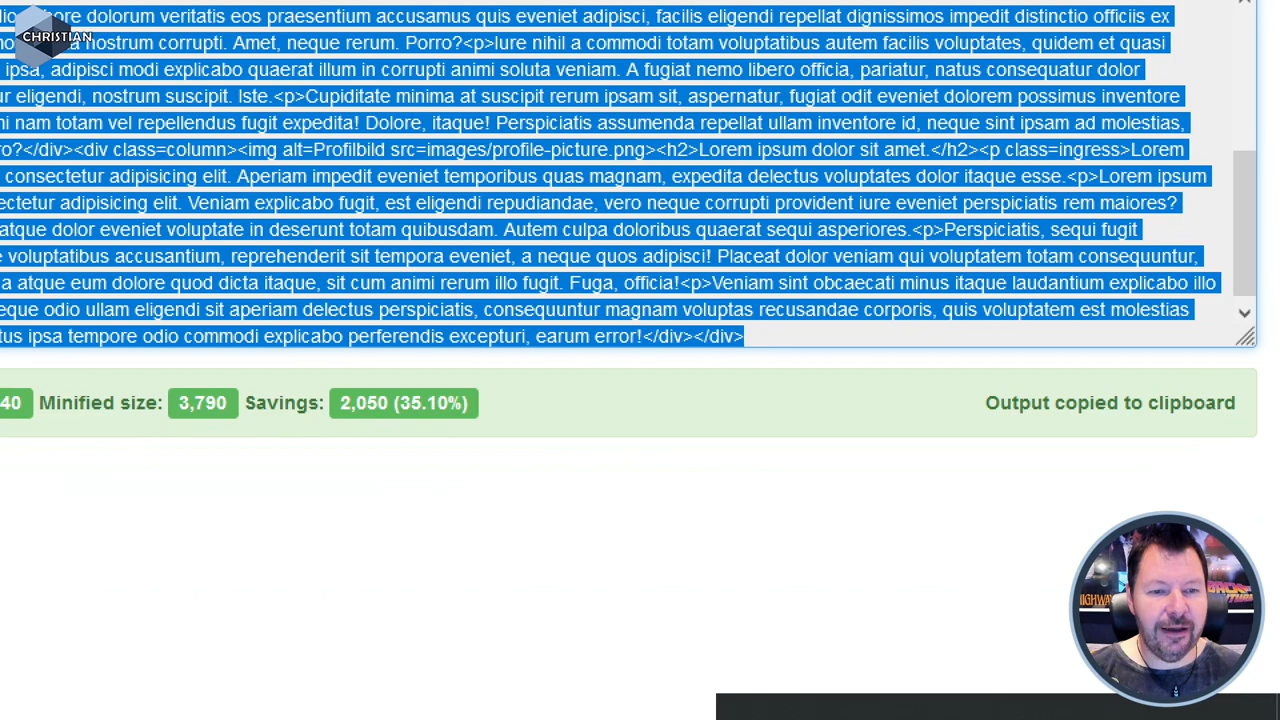 dolorum veritatis eos praesentium accusamus quis eveniet adipisci, facilis eligendi repellat dignissimos impedit distinctio officiis ex
CHRISTIAN
nostrum corrupti. Amet, neque rerum. Porro?<p>Iure nihil a commodi totam voluptatibus autem facilis voluptates, quidem et quasi
ipsa, adipisci modi explicabo quaerat illum in corrupti animi soluta veniam. A fugiat nemo libero officia, pariatur, natus consequatur dolor
ur eligendi, nostrum suscipit. Iste.<p>Cupiditate minima at suscipit rerum ipsam sit, aspernatur, fugiat odit eveniet dolorem possimus inventore
ni nam totam vel repellendus fugit expedita! Dolore, itaque! Perspiciatis assumenda repellat ullam inventore id, neque sint ipsam ad molestias,
ro?</div><div class=column><img alt=Profilbild src=images/profile-picture.png><h2>Lorem ipsum dolor sit amet.</h2><p class=ingress>Lorem
consectetur adipisicing elit. Aperiam impedit eveniet temporibus quas magnam, expedita delectus voluptates dolor itaque esse.<p>Lorem ipsum
ectetur adipisicing elit. Veniam explicabo fugit, est eligendi repudiandae, vero neque corrupti provident iure eveniet perspiciatis rem maiores?
atque dolor eveniet voluptate in deserunt totam quibusdam. Autem culpa doloribus quaerat sequi asperiores.<p>Perspiciatis, sequi fugit
e voluptatibus accusantium, reprehenderit sit tempora eveniet, a neque quos adipisci! Placeat dolor veniam qui voluptatem totam consequuntur,
a atque eum dolore quod dicta itaque, sit cum animi rerum illo fugit. Fuga, officia!<p>Veniam sint obcaecati minus itaque laudantium explicabo illo
eque odio ullam eligendi sit aperiam delectus perspiciatis, consequuntur magnam voluptas recusandae corporis, quis voluptatem est molestias
tus ipsa tempore odio commodi explicabo perferendis excepturi, earum error!</div></div>
40 Minified size: 3,790 Savings: 2,050 (35.10%) Output copied to clipboard